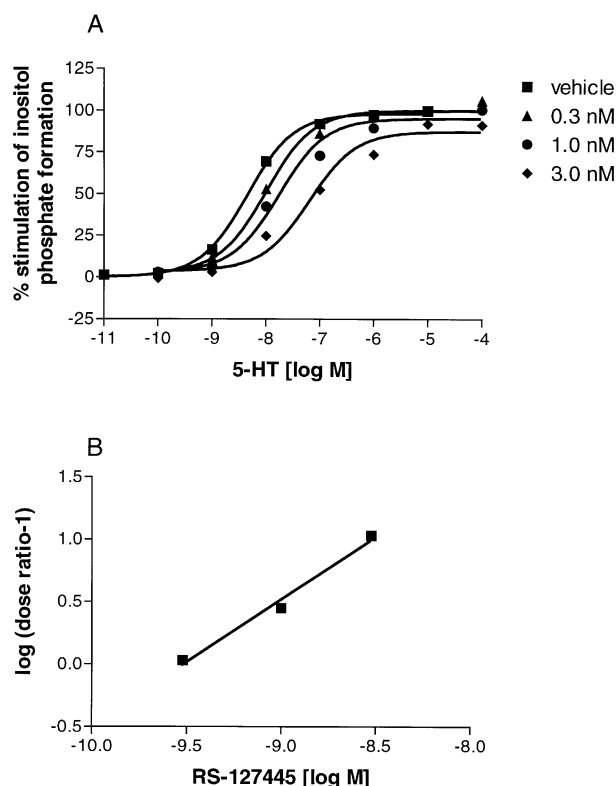 A
% stimulation of inositol
phosphate formation
125
100
75
50
25
0
-25
-11 -10 -9 -8 -7 -6 -5 -4
5-HT [log M]
vehicle
0.3 nM
1.0 nM
3.0 nM
B
log (dose ratio-1)
1.5
1.0
0.5
0.0
-0.5
-10.0 -9.5 -9.0 -8.5 -8.0
RS-127445 [log M]